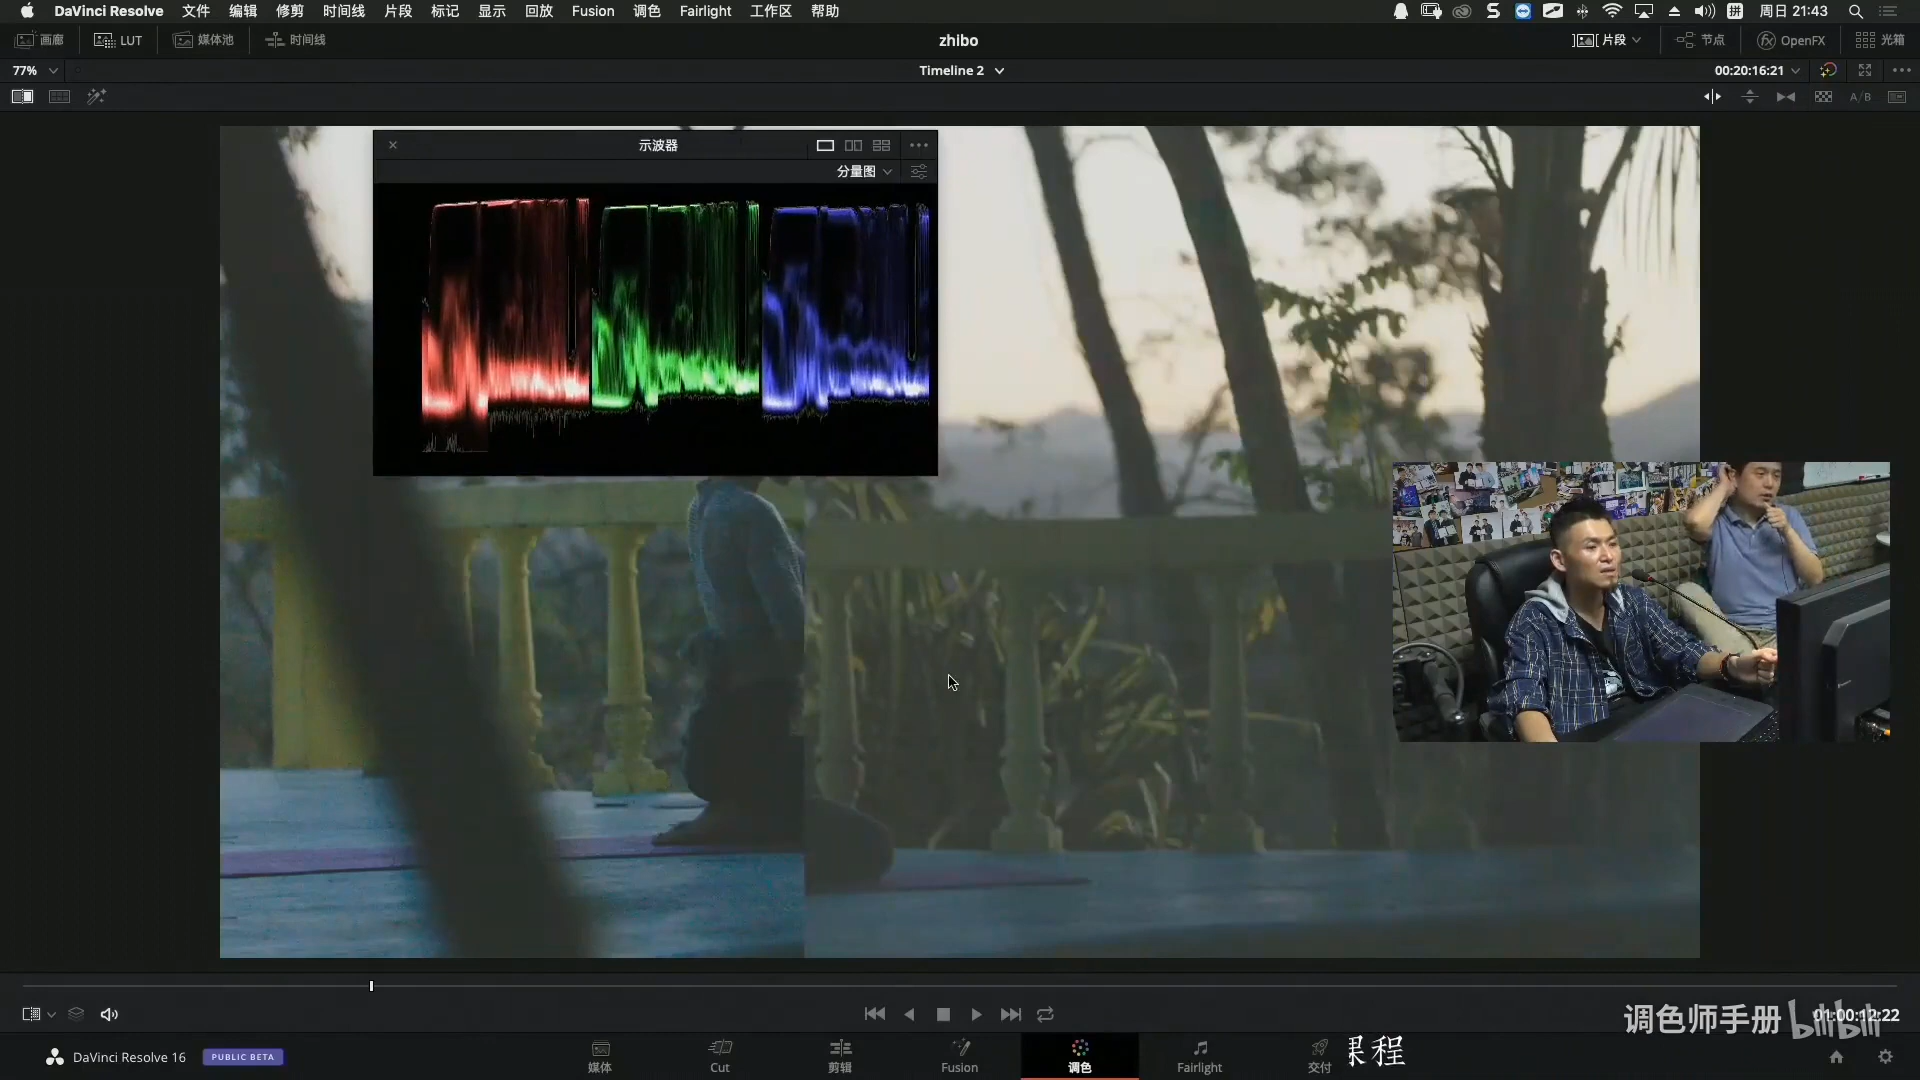 DaVinci Resolve 文件 编辑 修剪 时间线 片段 标记 显示 回放 Fusion 调色 Fairlight 工作区 帮助 拼 周日 21:43
画廊 LUT 媒体池 时间线 zhibo 片段 节点 OpenFX 光箱
77% Timeline 2 00:20:16:21
A/B
示波器
分量图
调色师手册 bilibili 01:00:12:22
DaVinci Resolve 16 PUBLIC BETA 媒体 Cut 剪辑 Fusion 调色 Fairlight 交付 课程